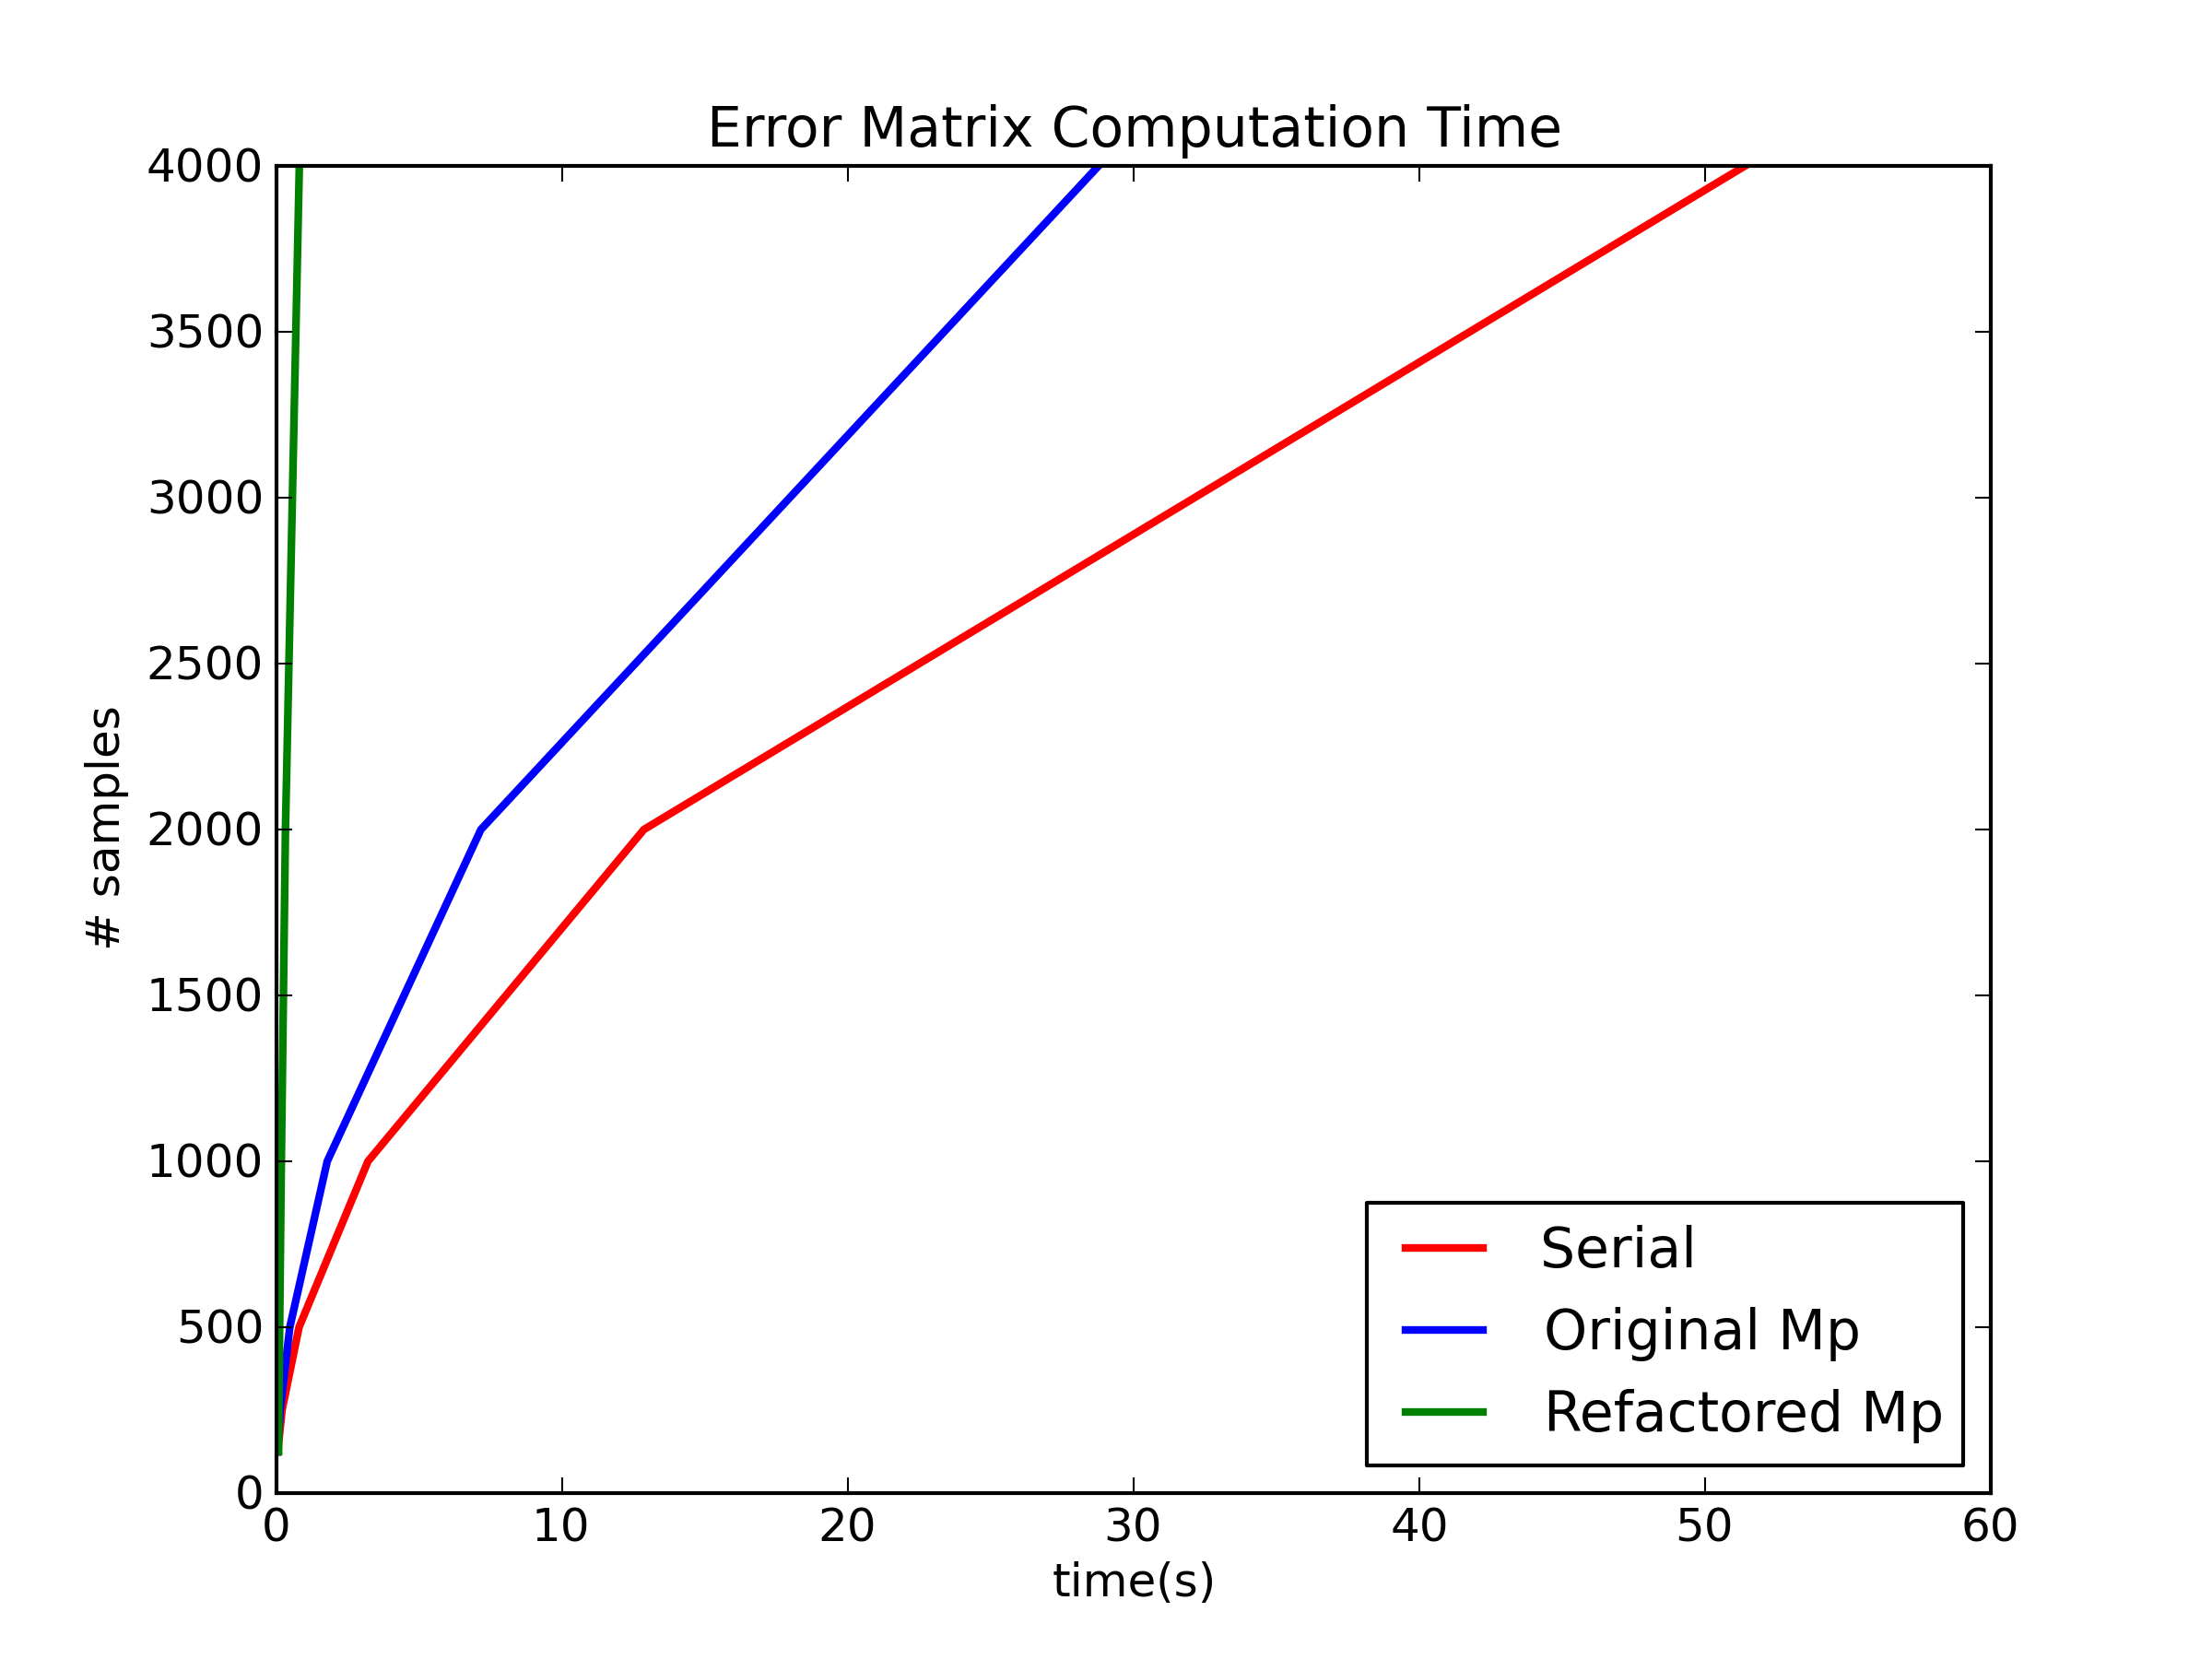 Error Matrix Computation Time
4000
3500
3000
2500
2000
1500
1000
500
0
# samples
0 10 20 30 40 50 60
time(s)
Serial
Original Mp
Refactored Mp